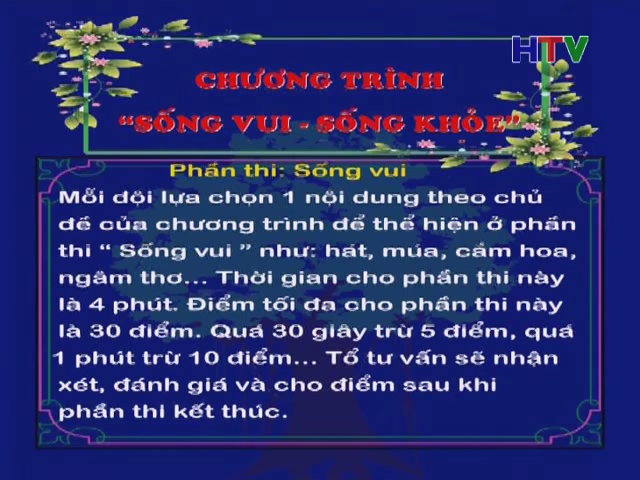 HTV
CHƯƠNG TRÌNH
“SỐNG VUI - SỐNG KHỎE”
Phần thi: Sống vui
Mỗi đội lựa chọn 1 nội dung theo chủ
đề của chương trình để thể hiện ở phần
thi “ Sống vui ” như: hát, múa, cắm hoa,
ngâm thơ... Thời gian cho phần thi này
là 4 phút. Điểm tối đa cho phần thi này
là 30 điểm. Quá 30 giây trừ 5 điểm, quá
1 phút trừ 10 điểm... Tổ tư vấn sẽ nhận
xét, đánh giá và cho điểm sau khi
phần thi kết thúc.